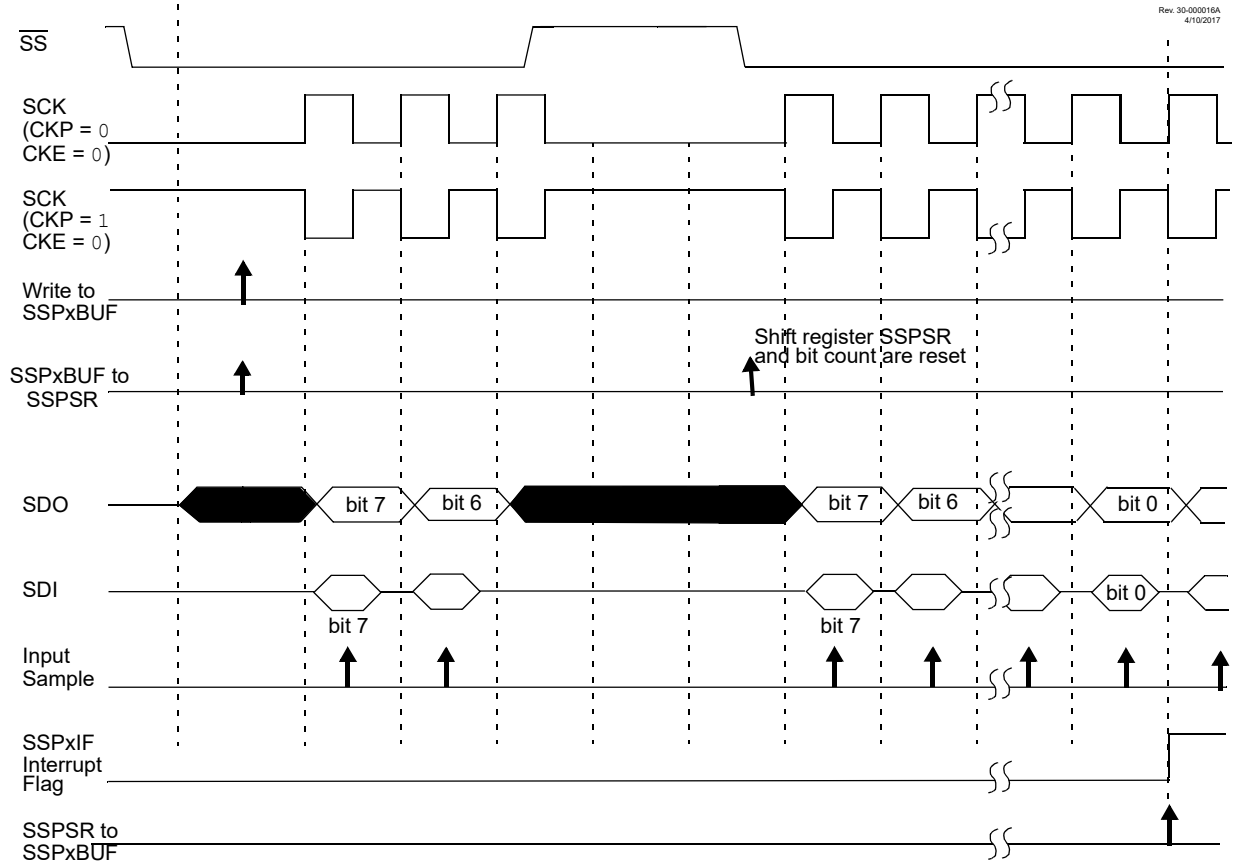 Rev. 30-000016A
4/10/2017
SS
SCK
(CKP = 0
CKE = 0)
SCK
(CKP = 1
CKE = 0)
Write to
SSPxBUF
Shift register SSPSR
and bit count are reset
SSPxBUF to
SSPSR
SDO
bit 7
bit 6
bit 7
bit 6
bit 0
SDI
bit 0
bit 7
bit 7
Input
Sample
SSPxIF
Interrupt
Flag
SSPSR to
SSPxBUF